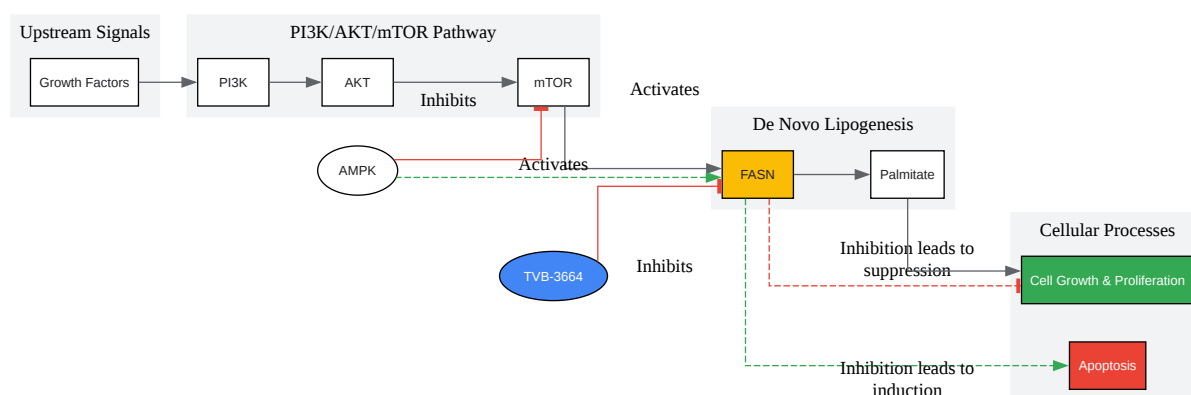 Upstream Signals
PI3K/AKT/mTOR Pathway
Growth Factors
PI3K
AKT
mTOR
Inhibits
Activates
De Novo Lipogenesis
AMPK
Activates
FASN
Palmitate
Cellular Processes
TVB-3664
Inhibits
Inhibition leads to
suppression
Cell Growth & Proliferation
Inhibition leads to
induction
Apoptosis